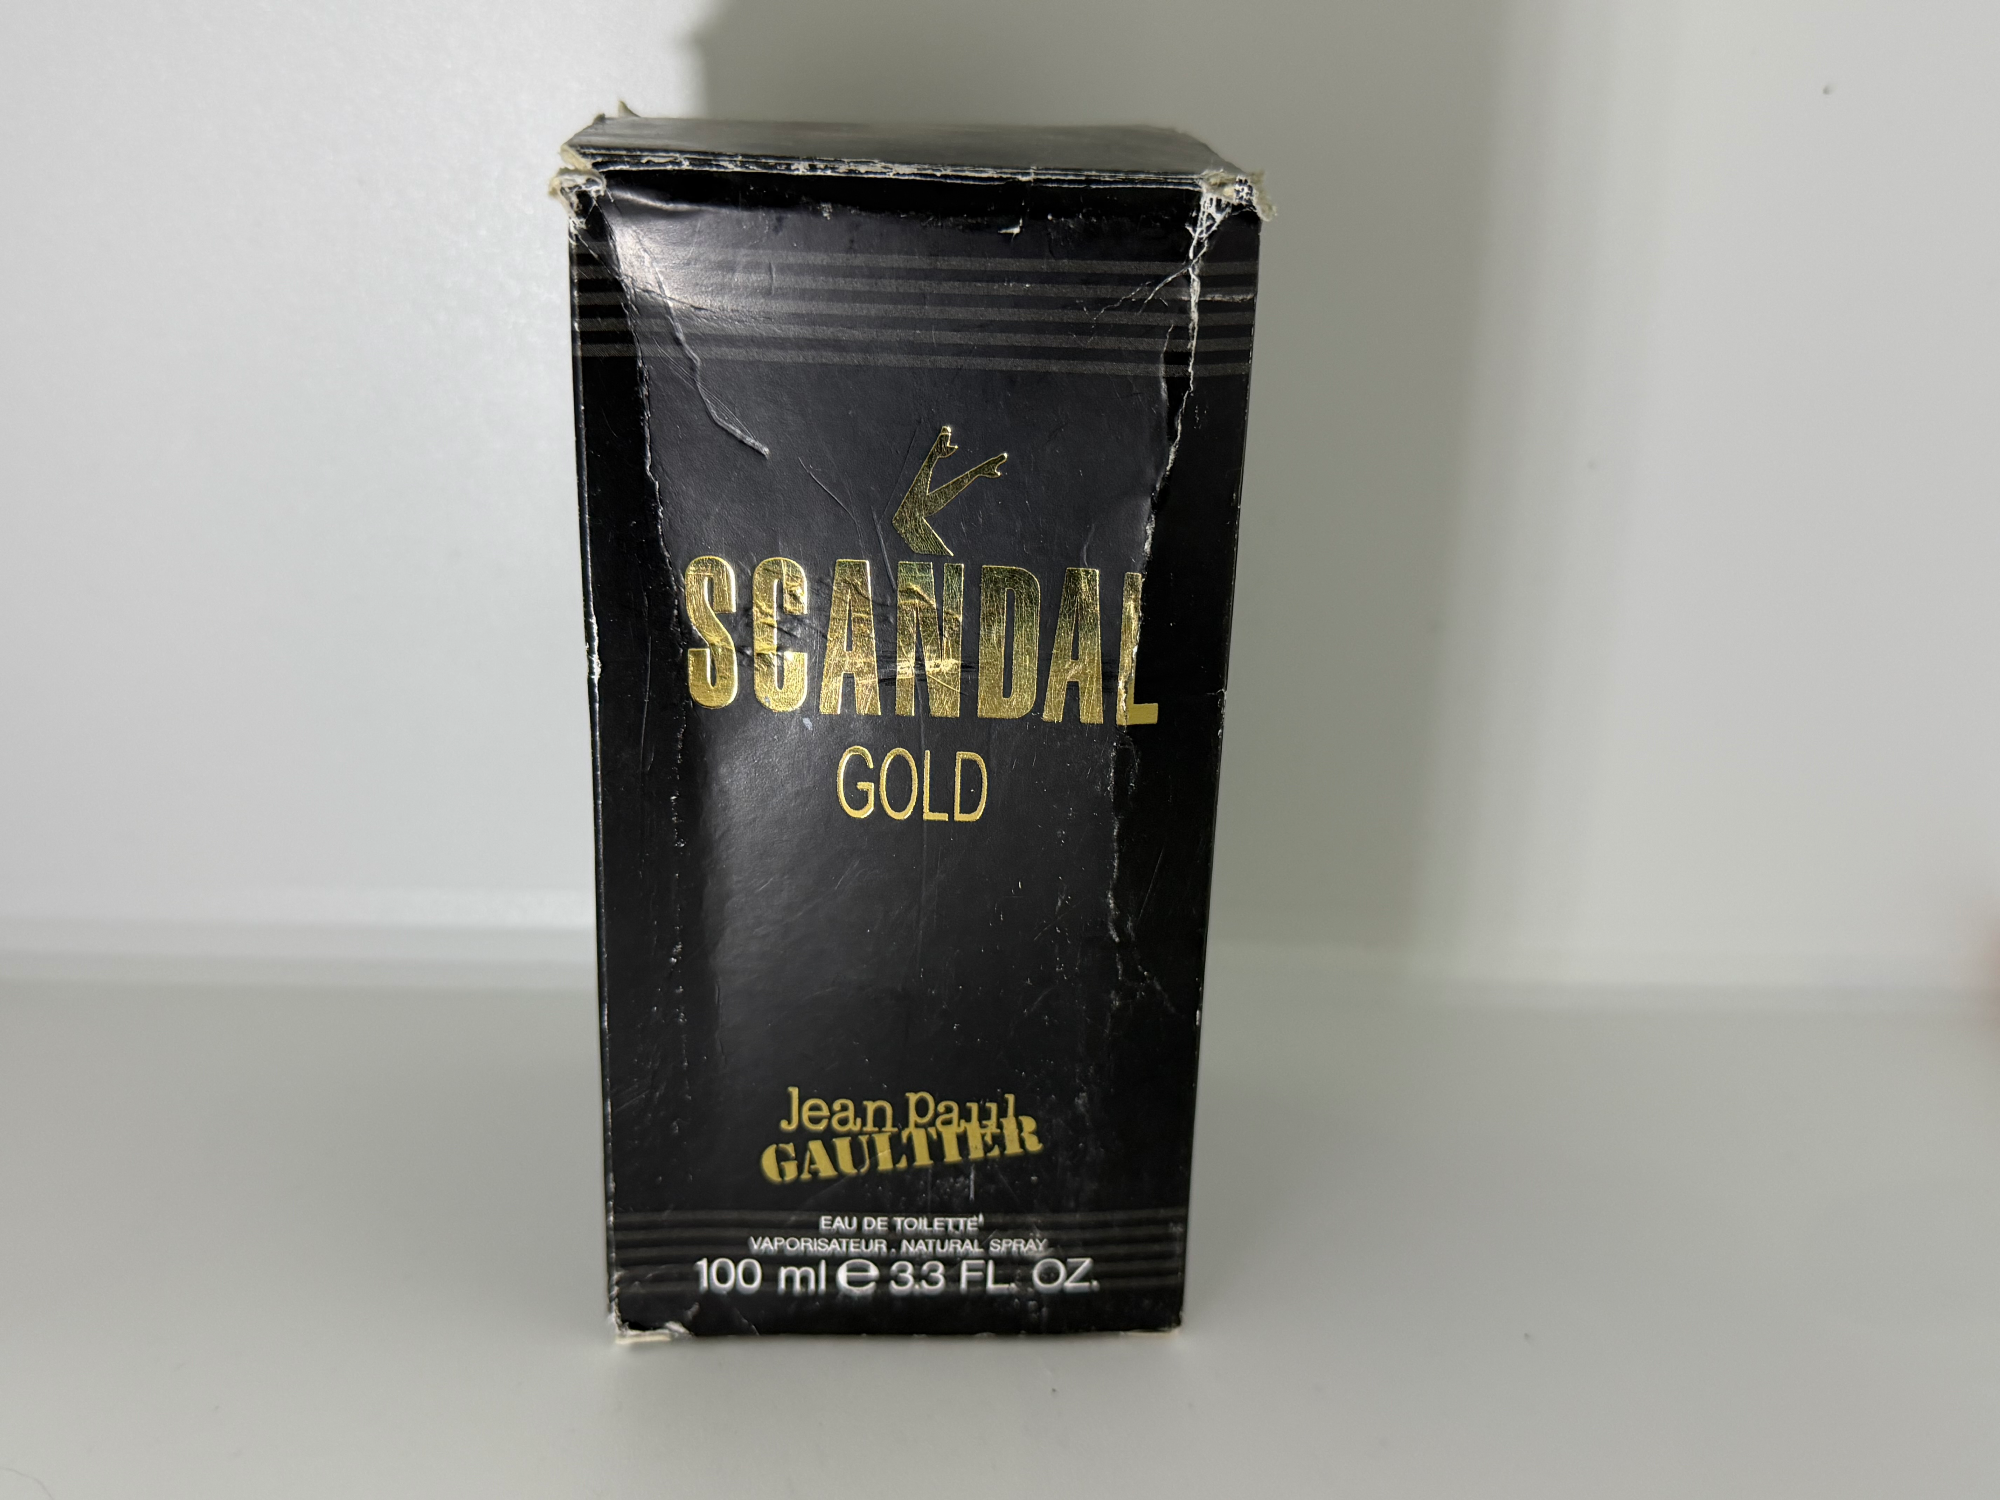 SCANDAL
GOLD
Jean Paul
GAULTIER
EAU DE TOILETTE
VAPORISATEUR . NATURAL SPRAY
100 ml ℮ 3.3 FL. OZ.